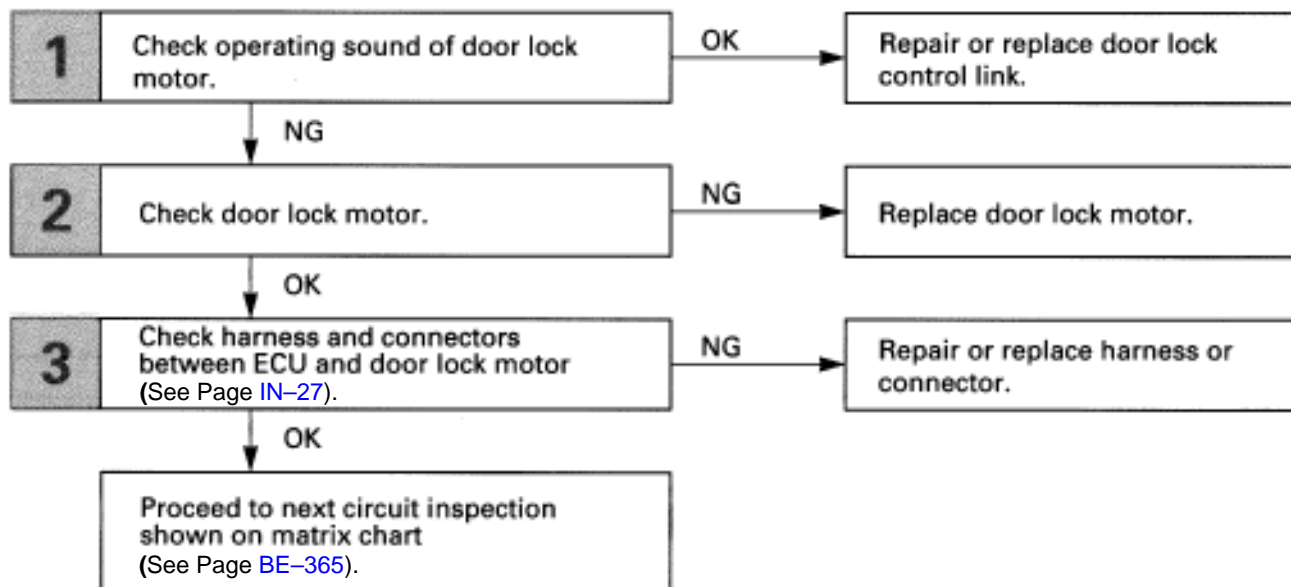 1
Check operating sound of door lock
motor.
OK
Repair or replace door lock
control link.
NG
2
Check door lock motor.
NG
Replace door lock motor.
OK
3
Check harness and connectors
between ECU and door lock motor
(See Page IN–27).
NG
Repair or replace harness or
connector.
OK
Proceed to next circuit inspection
shown on matrix chart
(See Page BE–365).